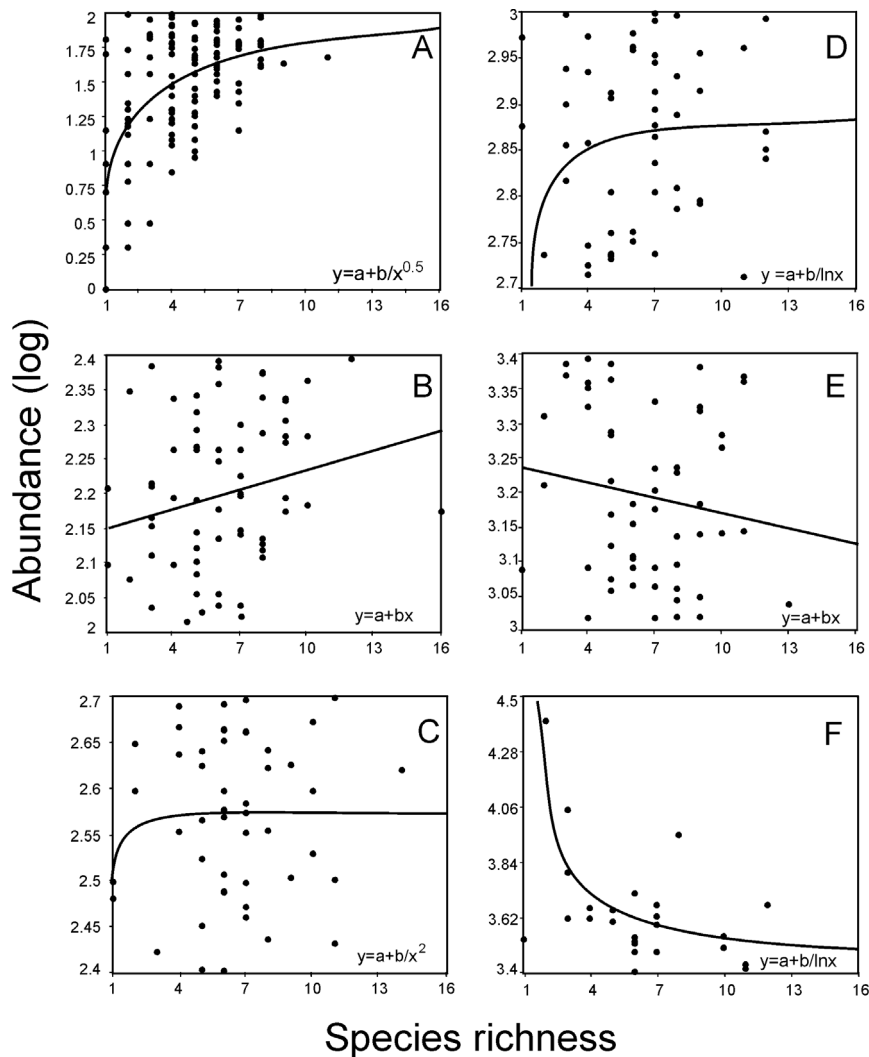 Abundance (log)
A
2
1.75
1.5
1.25
1
0.75
0.5
0.25
0
y=a+b/x^0.5
1 4 7 10 13 16
B
2.4
2.35
2.3
2.25
2.2
2.15
2.1
2.05
2
y=a+bx
1 4 7 10 13 16
C
2.7
2.65
2.6
2.55
2.5
2.45
2.4
y=a+b/x^2
1 4 7 10 13 16
D
3
2.95
2.9
2.85
2.8
2.75
2.7
y =a+b/lnx
1 4 7 10 13 16
E
3.4
3.35
3.3
3.25
3.2
3.15
3.1
3.05
3
y=a+bx
1 4 7 10 13 16
F
4.5
4.28
4.06
3.84
3.62
3.4
y=a+b/lnx
1 4 7 10 13 16
Species richness